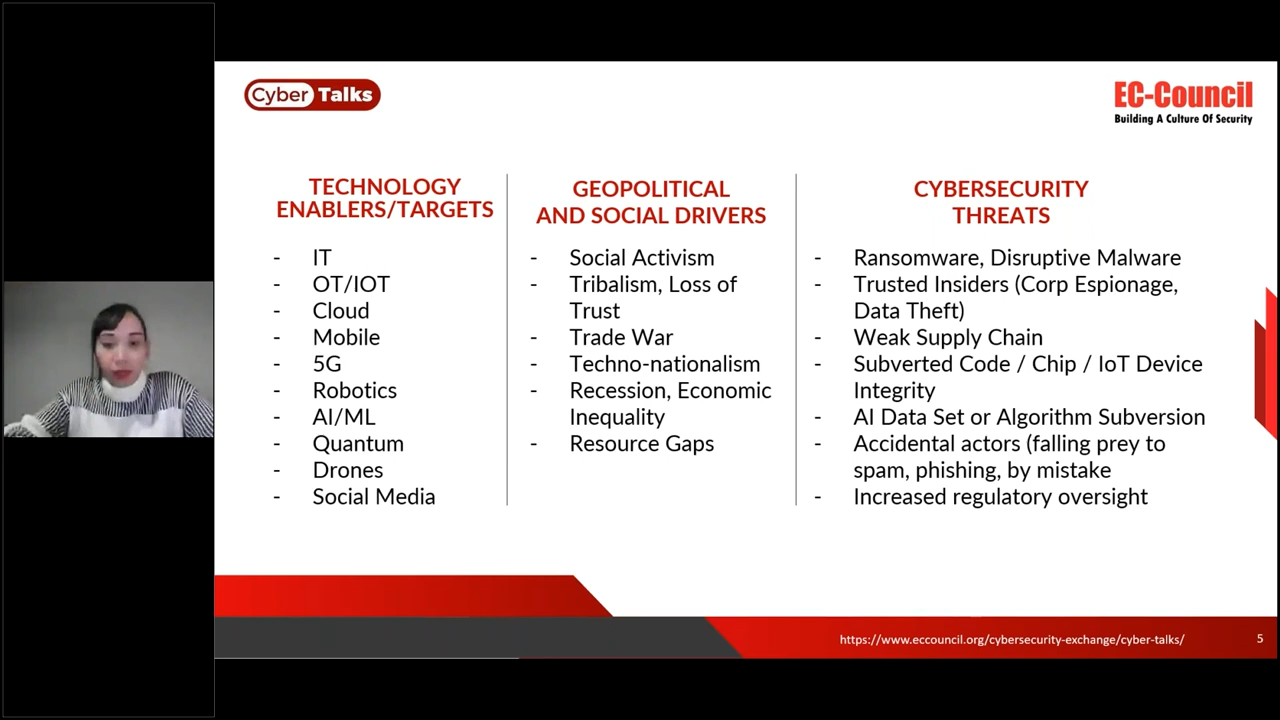 Cyber Talks
EC-Council
Building A Culture Of Security
TECHNOLOGY
ENABLERS/TARGETS
- IT
- OT/IOT
- Cloud
- Mobile
- 5G
- Robotics
- AI/ML
- Quantum
- Drones
- Social Media
GEOPOLITICAL
AND SOCIAL DRIVERS
- Social Activism
- Tribalism, Loss of
Trust
- Trade War
- Techno-nationalism
- Recession, Economic
Inequality
- Resource Gaps
CYBERSECURITY
THREATS
- Ransomware, Disruptive Malware
- Trusted Insiders (Corp Espionage,
Data Theft)
- Weak Supply Chain
- Subverted Code / Chip / IoT Device
Integrity
- AI Data Set or Algorithm Subversion
- Accidental actors (falling prey to
spam, phishing, by mistake
- Increased regulatory oversight
https://www.eccouncil.org/cybersecurity-exchange/cyber-talks/
5